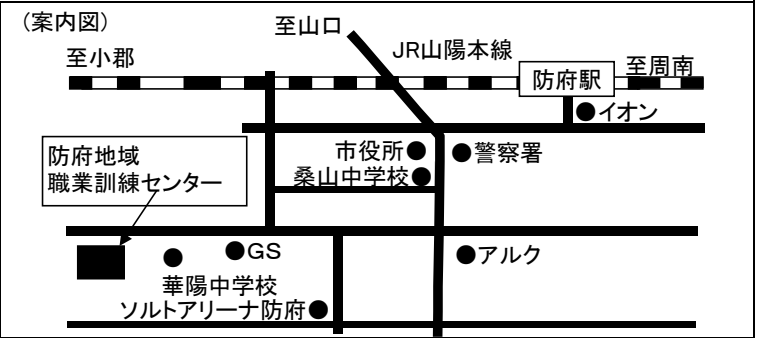 （案内図）
至山口
JR山陽本線
至小郡
防府駅
至周南
●イオン
防府地域
職業訓練センター
市役所●
●警察署
桑山中学校●
●GS
●アルク
華陽中学校
ソルトアリーナ防府●